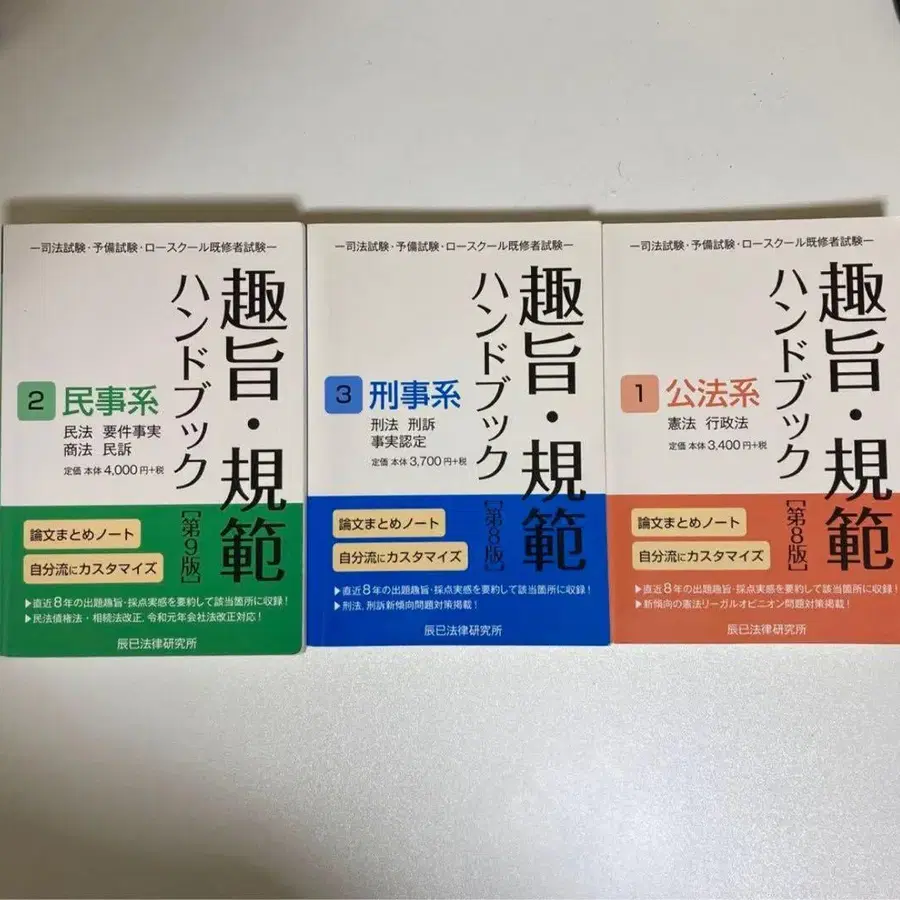 ―司法試験・予備試験・ロースクール既修者試験―
趣旨・規範
ハンドブック
[第9版]
2 民事系
民法 要件事実
商法 民訴
定価 本体4,000円+税
論文まとめノート
自分流にカスタマイズ
▶直近8年の出題趣旨・採点実感を要約して該当箇所に収録!
▶民法債権法・相続法改正,令和元年会社法改正対応!
辰已法律研究所
―司法試験・予備試験・ロースクール既修者試験―
趣旨・規範
ハンドブック
[第8版]
3 刑事系
刑法 刑訴
事実認定
定価 本体3,700円+税
論文まとめノート
自分流にカスタマイズ
▶直近8年の出題趣旨・採点実感を要約して該当箇所に収録!
▶刑法,刑訴新傾向問題対策掲載!
辰已法律研究所
―司法試験・予備試験・ロースクール既修者試験―
趣旨・規範
ハンドブック
[第8版]
1 公法系
憲法 行政法
定価 本体3,400円+税
論文まとめノート
自分流にカスタマイズ
▶直近8年の出題趣旨・採点実感を要約して該当箇所に収録!
▶新傾向の憲法リーガルオピニオン問題対策掲載!
辰已法律研究所